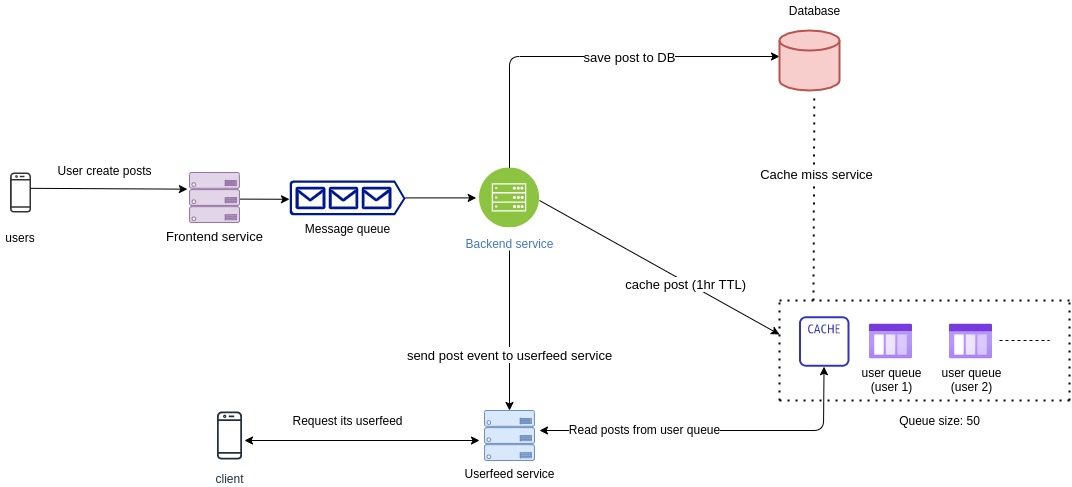 Database
save post to DB
User create posts
Cache miss service
users
Frontend service
Message queue
Backend service
cache post (1hr TTL)
CACHE
send post event to userfeed service
user queue
(user 1)
user queue
(user 2)
Request its userfeed
Read posts from user queue
Queue size: 50
client
Userfeed service